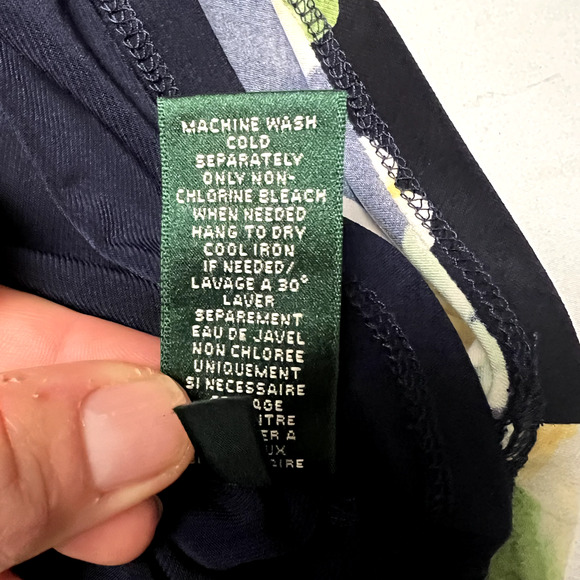 MACHINE WASH
COLD
SEPARATELY
ONLY NON-
CHLORINE BLEACH
WHEN NEEDED
HANG TO DRY
COOL IRON
IF NEEDED/
LAVAGE A 30°
LAVER
SEPAREMENT
EAU DE JAVEL
NON CHLOREE
UNIQUEMENT
SI NECESSAIRE